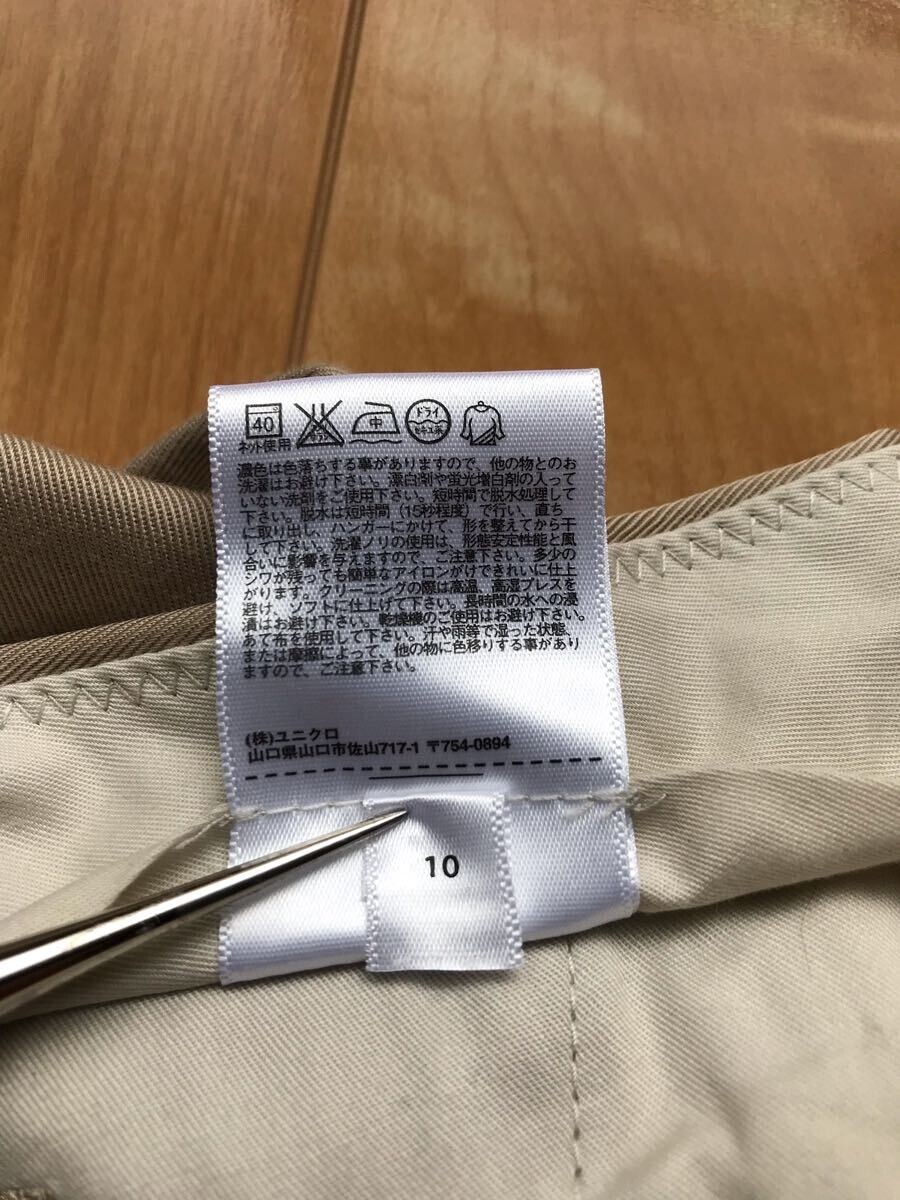 40 中 ドライ
ネット使用
濃色は色落ちする事がありますので、他の物とのお
洗濯はお避け下さい。漂白剤や蛍光増白剤の入って
いない洗剤をご使用下さい。短時間で脱水処理して
下さい。脱水は短時間(15秒程度)で行い、直ち
に取り出し、ハンガーにかけて、形を整えてから干
して下さい。洗濯ノリの使用は、形態安定性能と風
合いに影響を与えますので、ご注意下さい。多少の
シワが残っても簡単なアイロンがけできれいに仕上
がります。クリーニングの際は高温、高湿プレスを
避け、ソフトに仕上げて下さい。長時間の水への浸
漬はお避け下さい。乾燥機のご使用はお避け下さい。
あて布を使用して下さい。汗や雨等で湿った状態、
または摩擦によって、他の物に色移りする事があり
ますので、ご注意下さい。
(株)ユニクロ
山口県山口市佐山717-1 〒754-0894
10